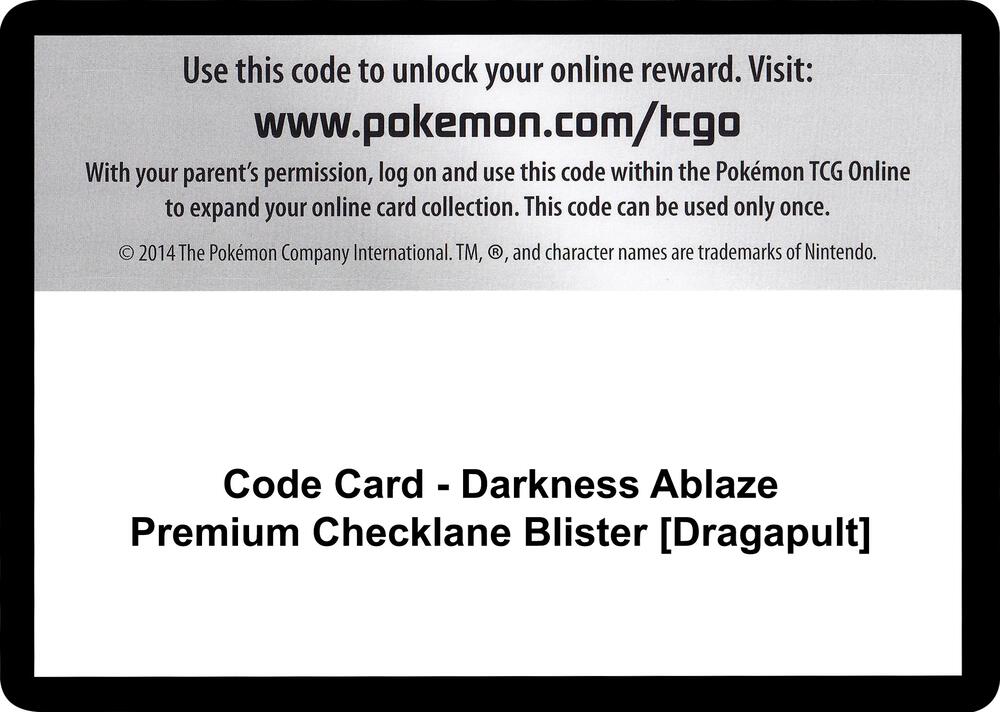 Use this code to unlock your online reward. Visit:
www.pokemon.com/tcgo
With your parent's permission, log on and use this code within the Pokémon TCG Online
to expand your online card collection. This code can be used only once.
© 2014 The Pokémon Company International. TM, ®, and character names are trademarks of Nintendo.
Code Card - Darkness Ablaze
Premium Checklane Blister [Dragapult]